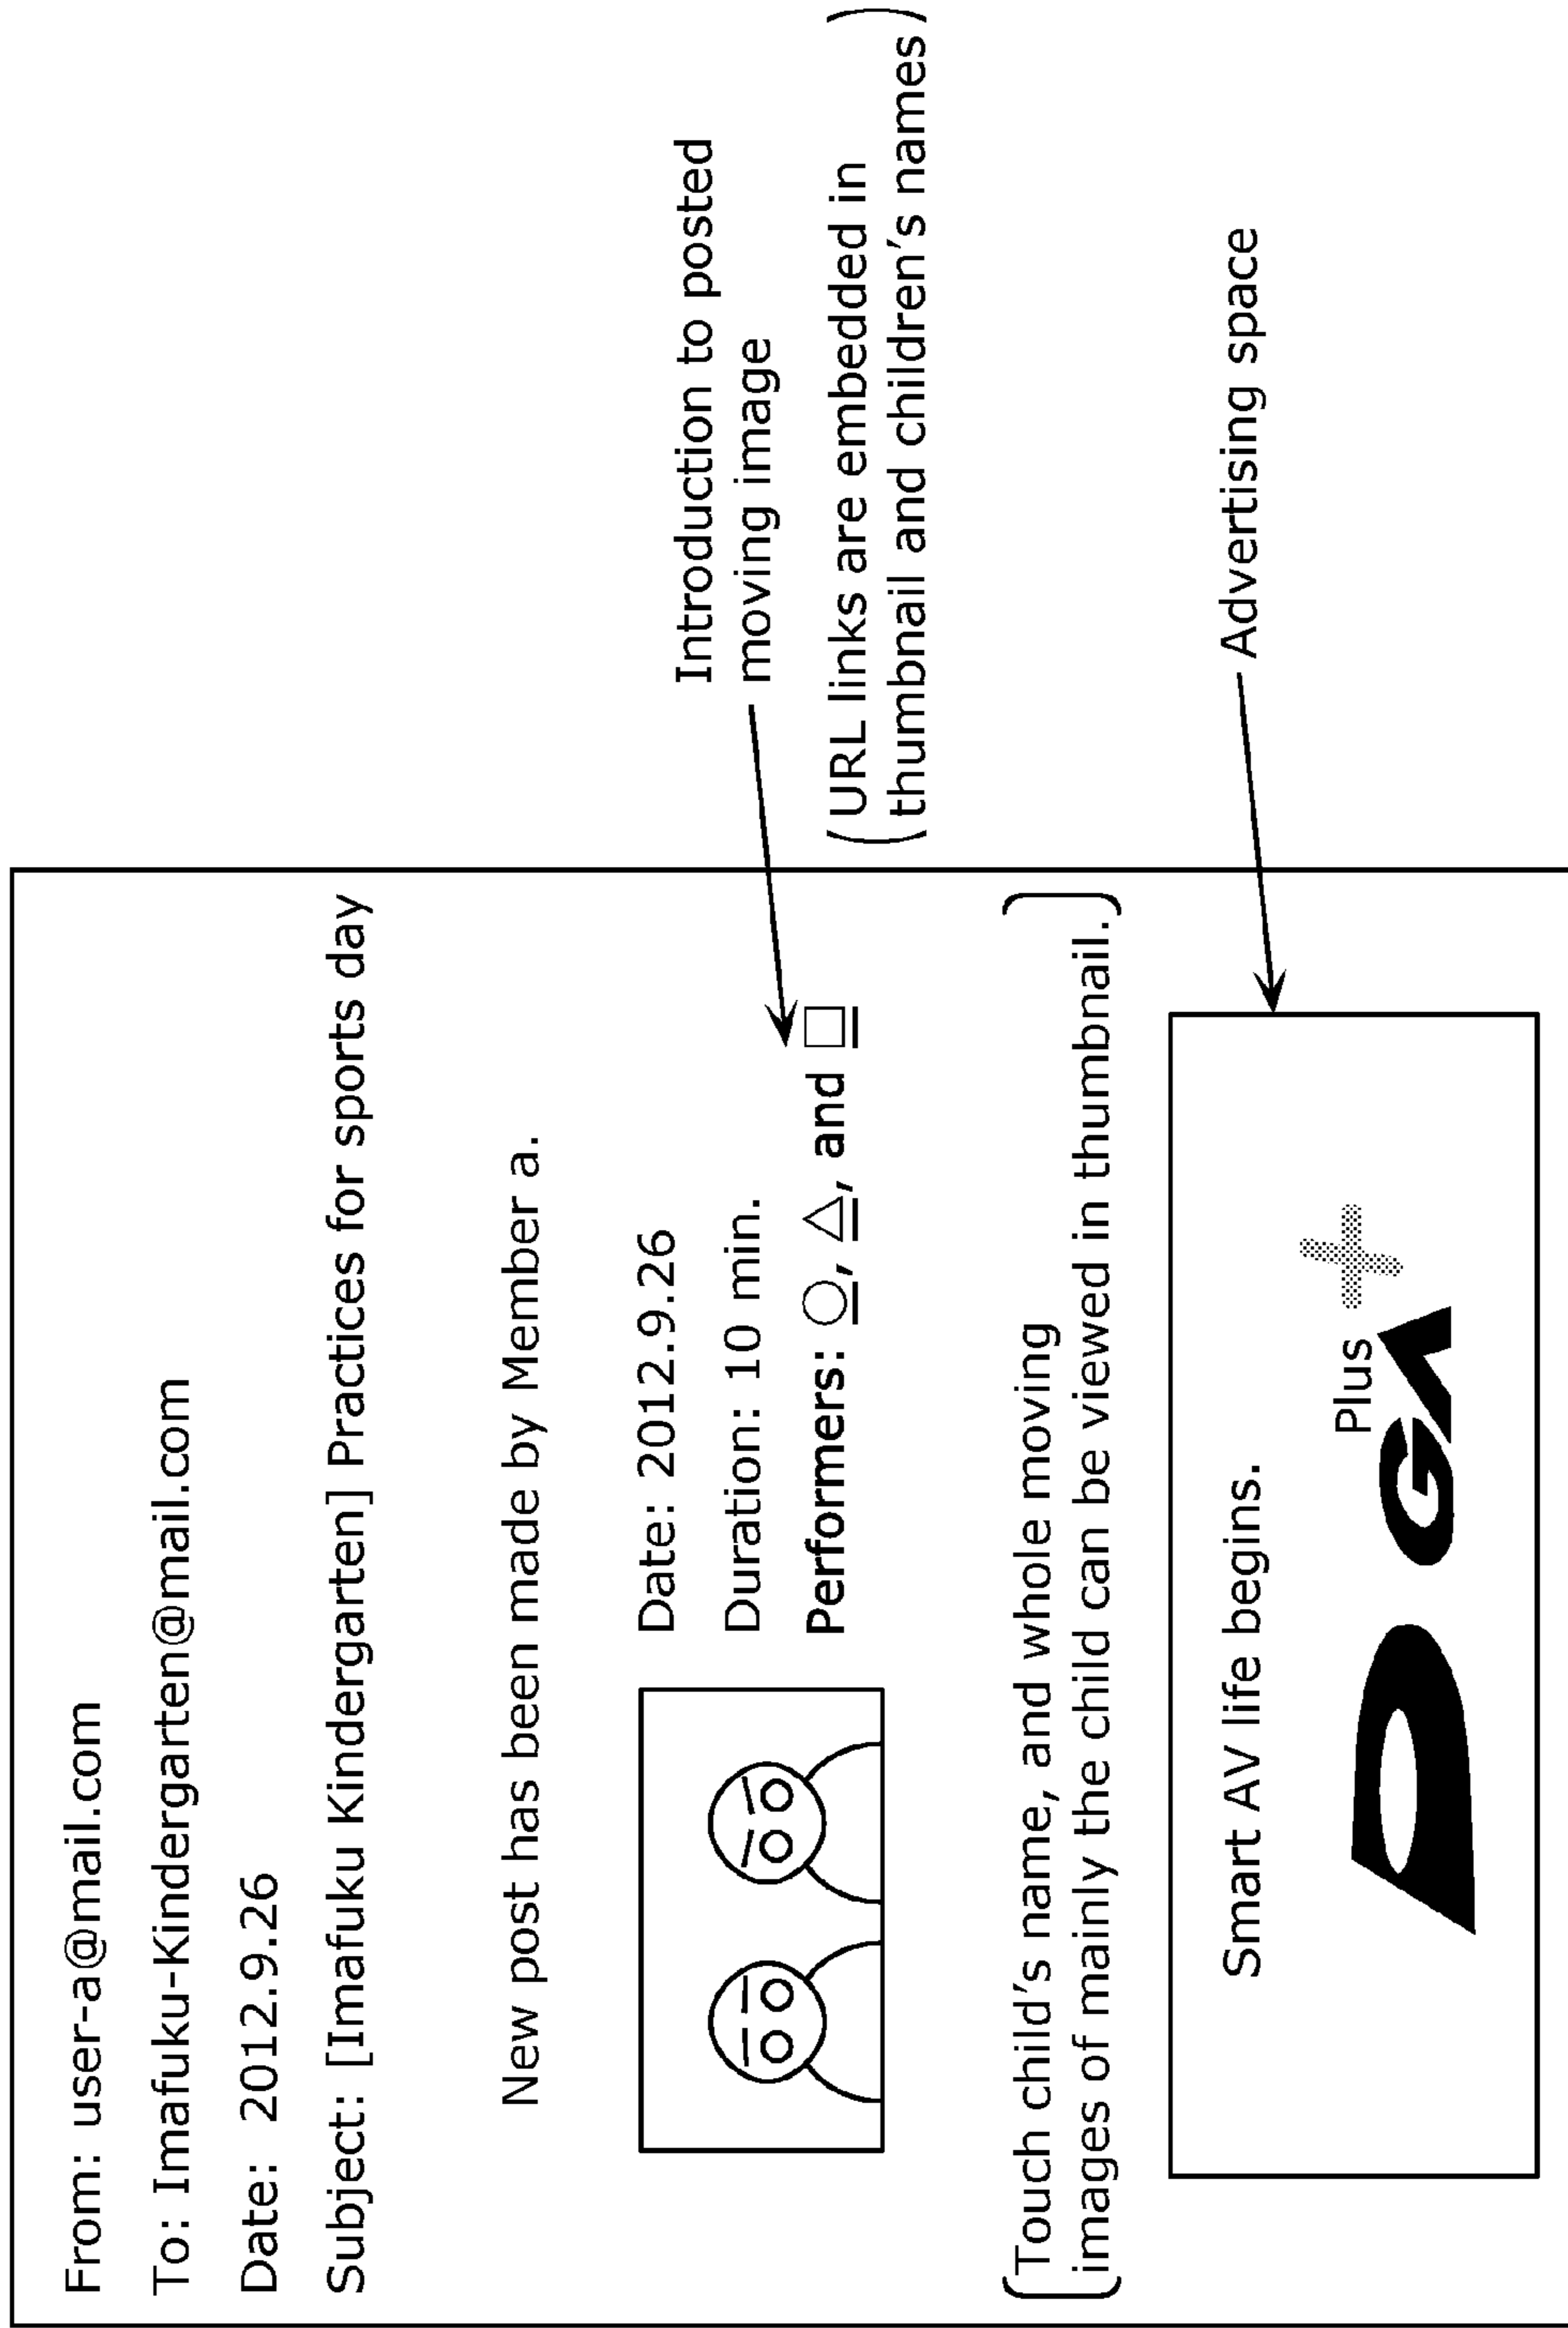 From: user-a@mail.com
To: Imafuku-Kindergarten@mail.com
Date: 2012.9.26
Subject: [Imafuku Kindergarten] Practices for sports day
New post has been made by Member a.
Date: 2012.9.26
Duration: 10 min.
Performers: ○, △, and □
(Touch child's name, and whole moving
images of mainly the child can be viewed in thumbnail.)
Smart AV life begins.
D GA Plus +
Introduction to posted
moving image
(URL links are embedded in
thumbnail and children's names)
Advertising space